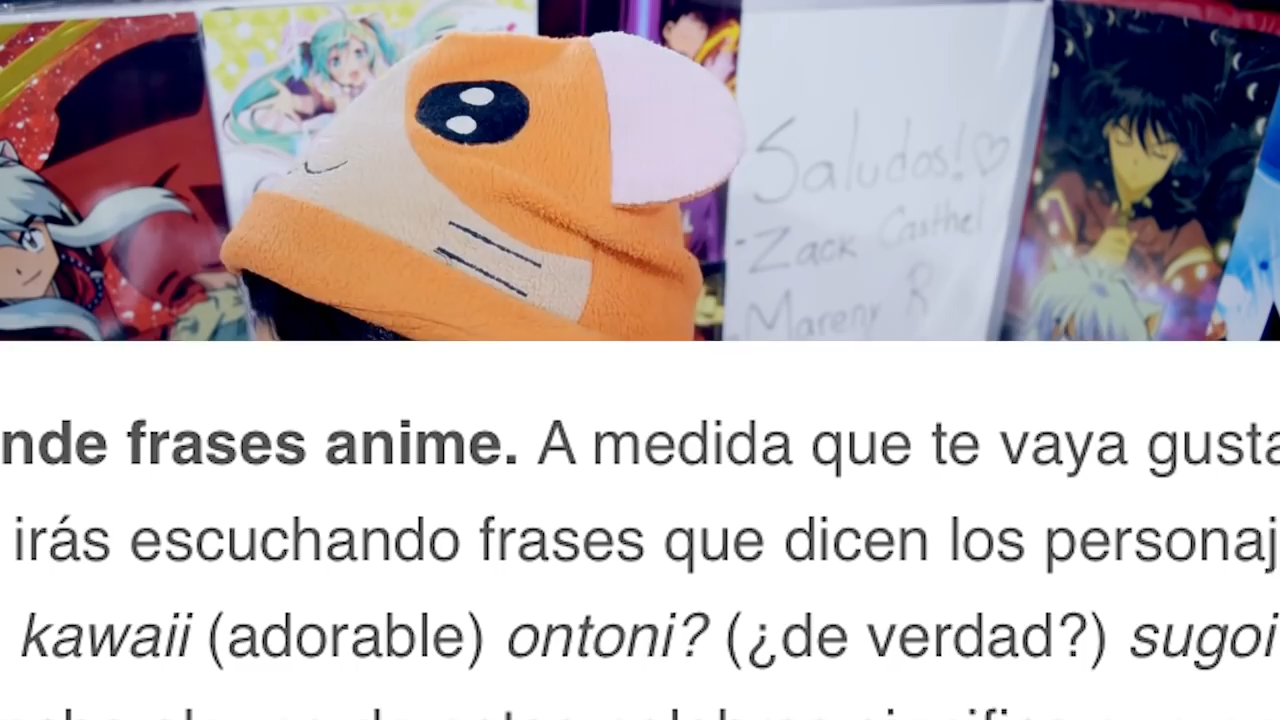 Saludos!♡
-Zack Casthel
-Mareny R
nde frases anime. A medida que te vaya gusta
irás escuchando frases que dicen los personaj
kawaii (adorable) ontoni? (¿de verdad?) sugoi